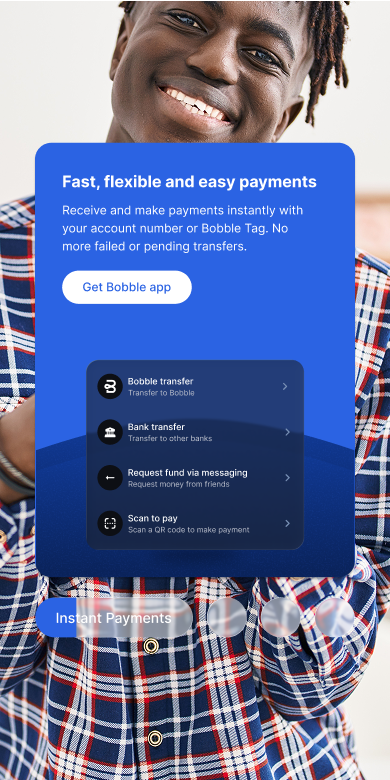 Fast, flexible and easy payments
Receive and make payments instantly with
your account number or Bobble Tag. No
more failed or pending transfers.
Get Bobble app
Bobble transfer
Transfer to Bobble
Bank transfer
Transfer to other banks
Request fund via messaging
Request money from friends
Scan to pay
Scan a QR code to make payment
Instant Payments